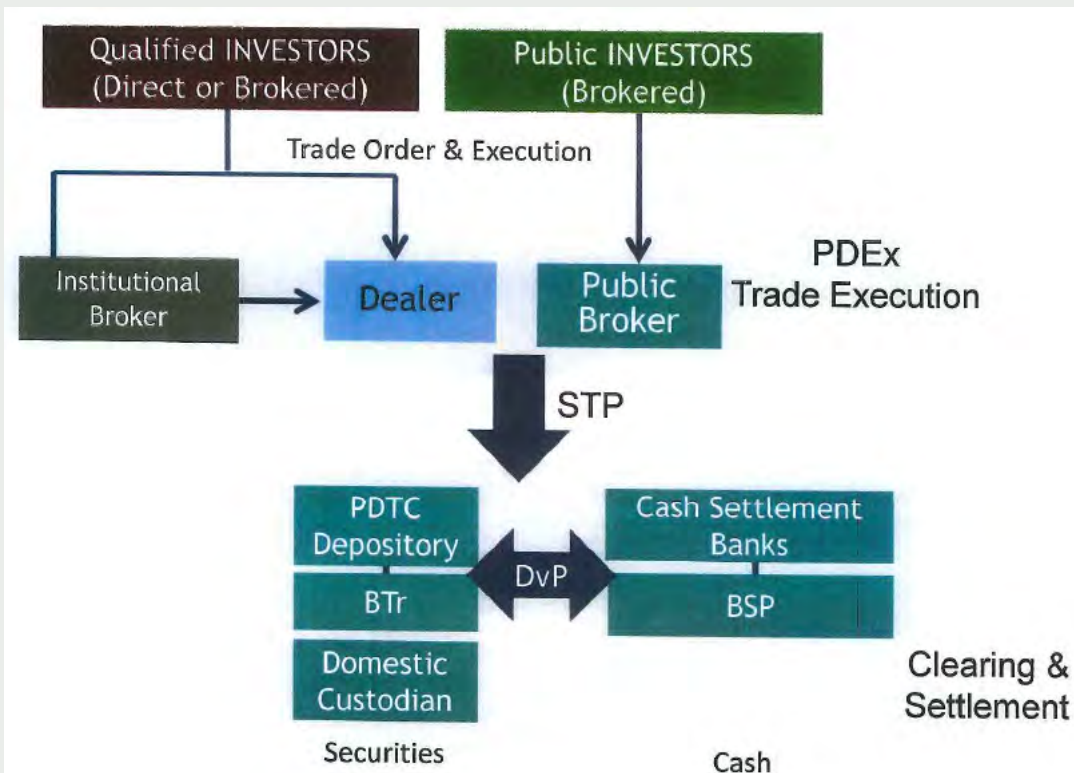 Qualified INVESTORS
(Direct or Brokered)
Public INVESTORS
(Brokered)
Trade Order & Execution
Institutional
Broker
Dealer
Public
Broker
PDEx
Trade Execution
STP
PDTC
Depository
BTr
Domestic
Custodian
DvP
Cash Settlement
Banks
BSP
Clearing &
Settlement
Securities
Cash